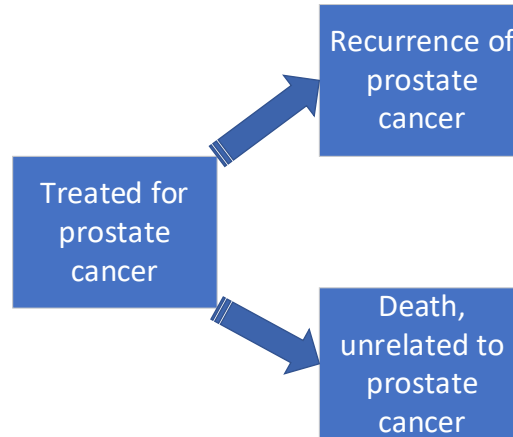 Recurrence of
prostate
cancer
Treated for
prostate
cancer
Death,
unrelated to
prostate
cancer